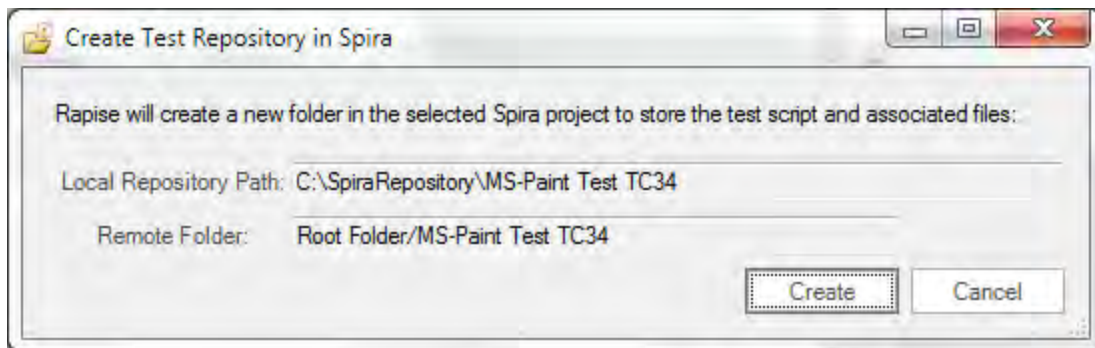 Create Test Repository in Spira
Rapise will create a new folder in the selected Spira project to store the test script and associated files:
Local Repository Path: C:\SpiraRepository\MS-Paint Test TC34
Remote Folder: Root Folder/MS-Paint Test TC34
Create Cancel